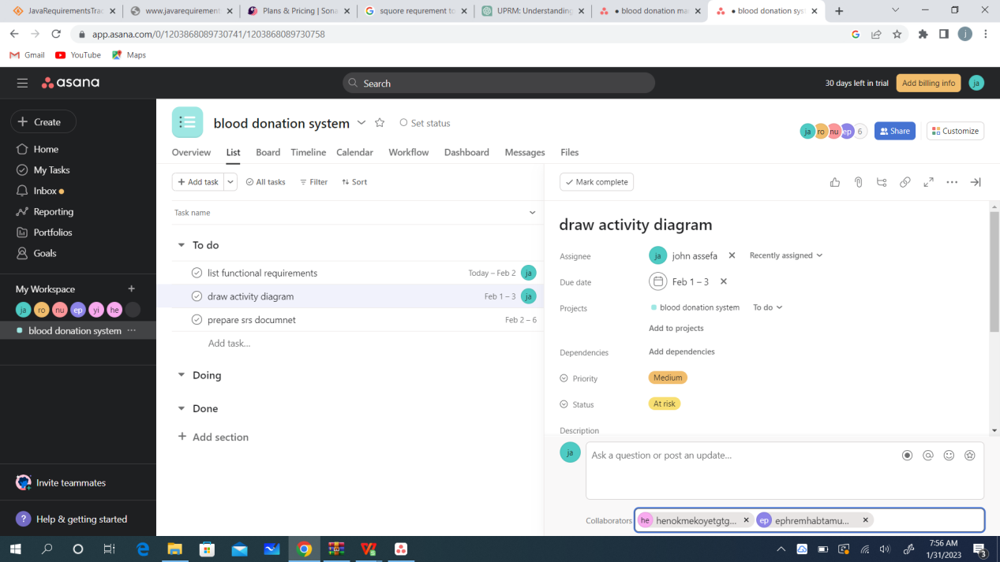 JavaRequirementsTrac
www.javarequirement
Plans & Pricing | Sona
squore requrement to
UPRM: Understanding
• blood donation ma
• blood donation sys
app.asana.com/0/1203868089730741/1203868089730758
j
Gmail
YouTube
Maps
asana
Search
30 days left in trial
Add billing info
ja
Create
Home
My Tasks
Inbox
Reporting
Portfolios
Goals
My Workspace
ja ro nu ep yi he
blood donation system
Invite teammates
? Help & getting started
blood donation system
Set status
ja ro nu ep 6
Share
Customize
Overview List Board Timeline Calendar Workflow Dashboard Messages Files
+ Add task
All tasks
Filter
Sort
Task name
To do
list functional requirements Today – Feb 2 ja
draw activity diagram Feb 1 – 3 ja
prepare srs documnet Feb 2 – 6
Add task...
Doing
Done
+ Add section
Mark complete
draw activity diagram
Assignee ja john assefa Recently assigned
Due date Feb 1 – 3
Projects blood donation system To do
Add to projects
Dependencies Add dependencies
Priority Medium
Status At risk
Description
ja Ask a question or post an update...
Collaborators he henokmekoyetgtg... ep ephremhabtamu...
7:56 AM
1/31/2023
3